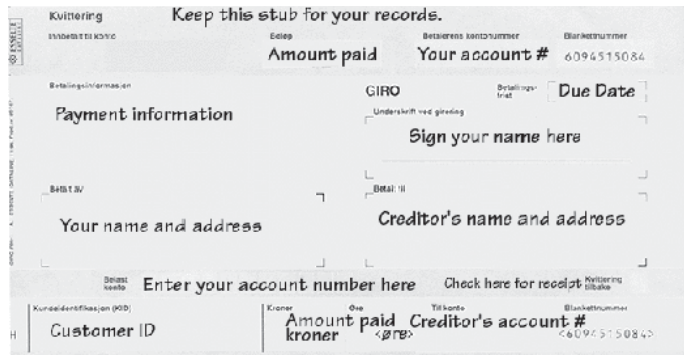 Kvittering Keep this stub for your records.
Innbetalt til konto Beløp Betalerens kontonummer Blankettnummer
Amount paid Your account # 6094515084
Betalingsinformasjon GIRO Betalings-frist Due Date
Payment information Underskrift ved girering
Sign your name here
Betalt av Betalt til
Your name and address Creditor's name and address
Belast konto Enter your account number here Check here for receipt Kvittering tilbake
Kundeidentifikasjon (KID) Kroner Øre Til konto Blankettnummer
Customer ID Amount paid Creditor's account #
kroner <øre> <6094515084>
H